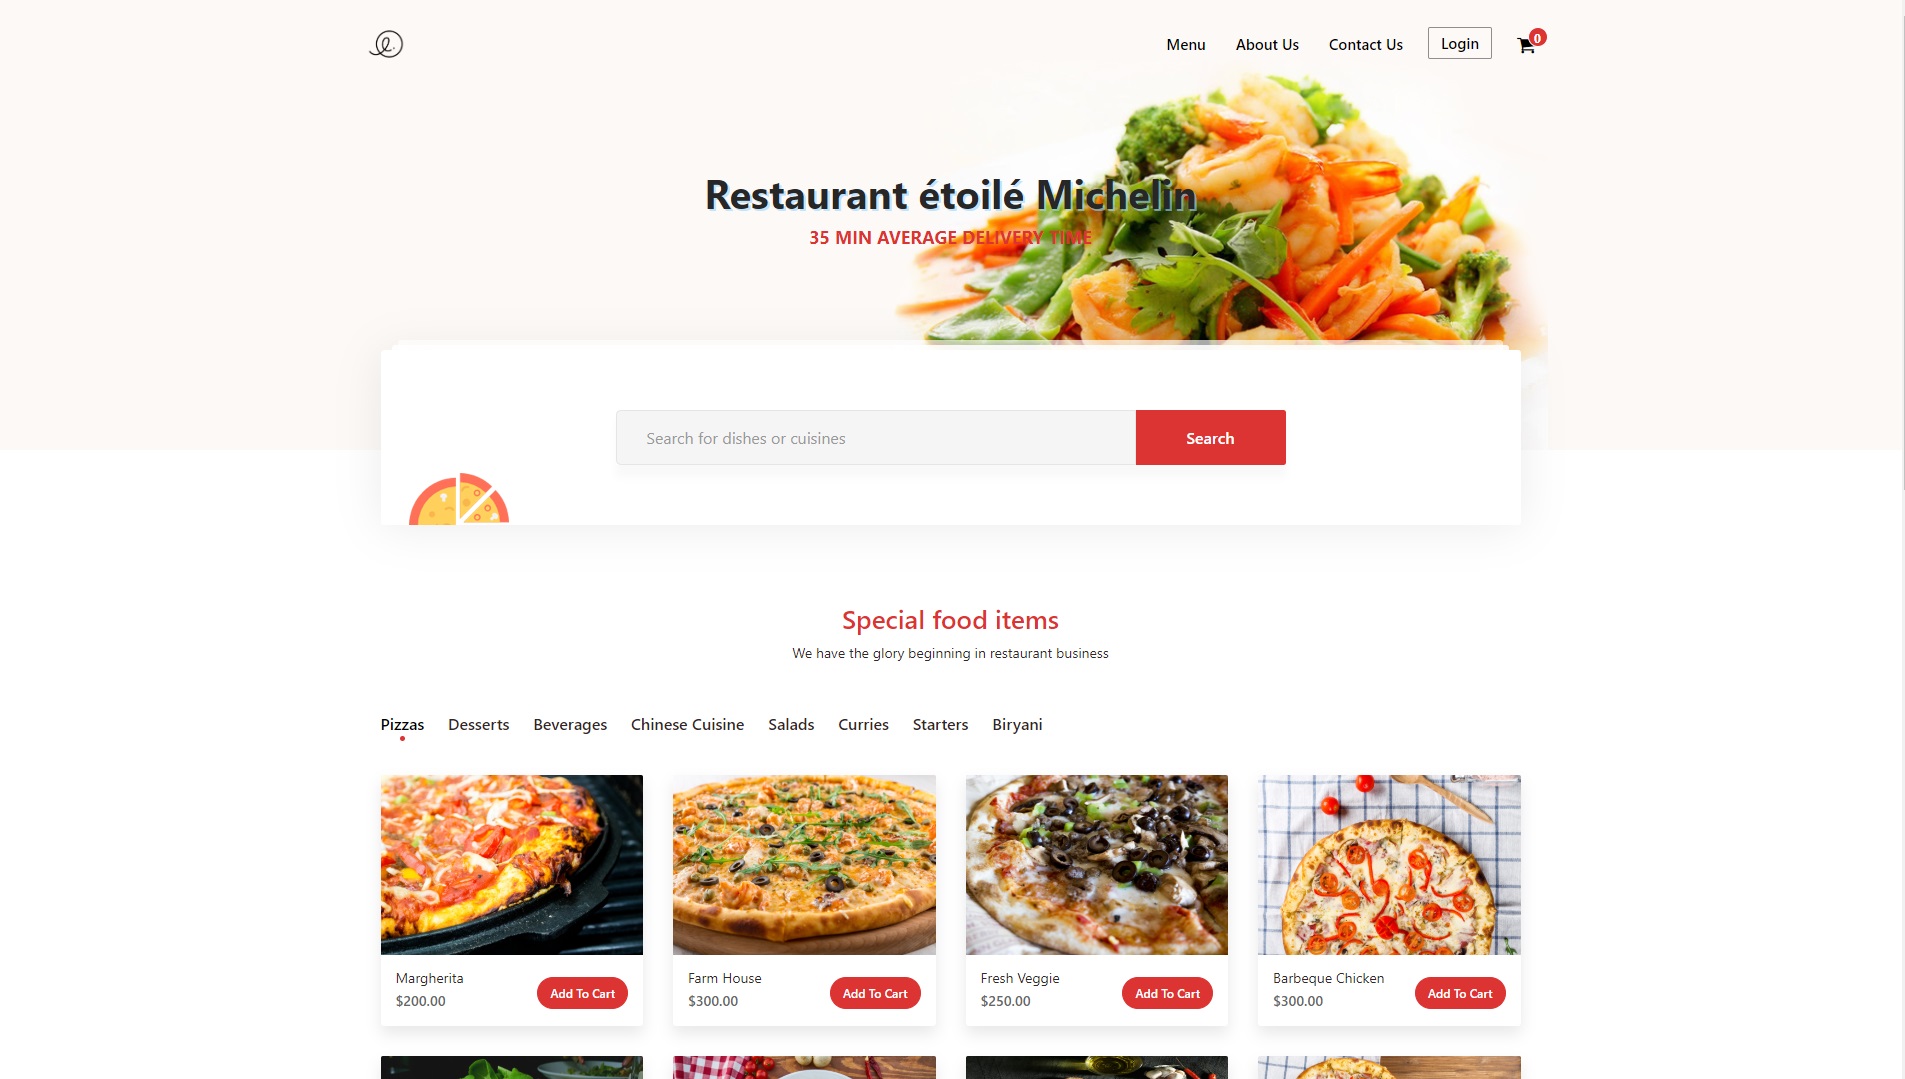 Menu
About Us
Contact Us
Login
0
Restaurant étoilé Michelin
35 MIN AVERAGE DELIVERY TIME
Search for dishes or cuisines
Search
Special food items
We have the glory beginning in restaurant business
Pizzas
Desserts
Beverages
Chinese Cuisine
Salads
Curries
Starters
Biryani
Margherita
$200.00
Add To Cart
Farm House
$300.00
Add To Cart
Fresh Veggie
$250.00
Add To Cart
Barbeque Chicken
$300.00
Add To Cart